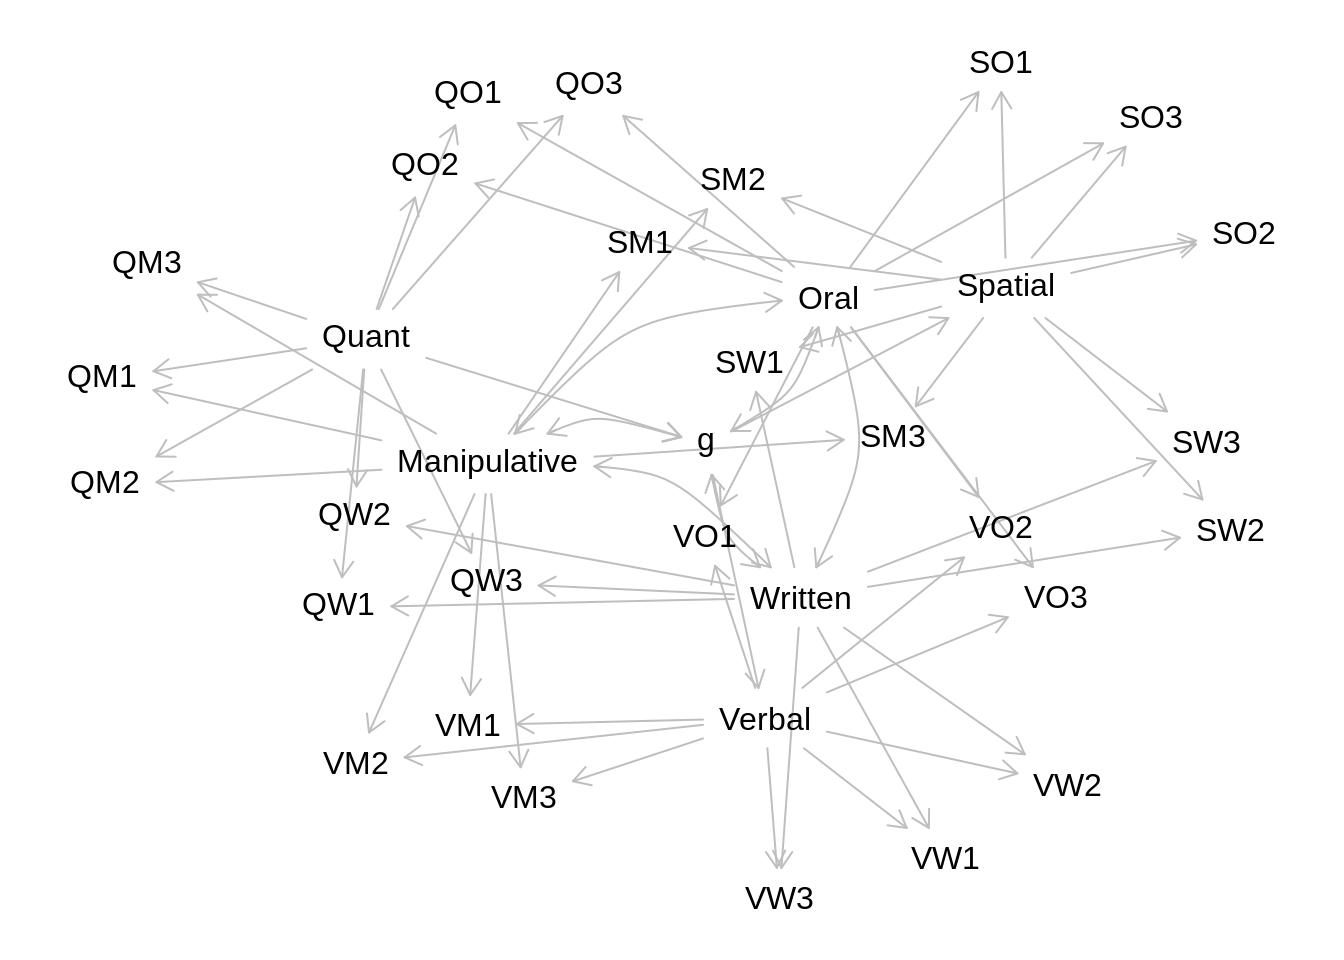 SO1
QO3
QO1
SO3
QO2
SM2
SO2
SM1
QM3
Spatial
Oral
Quant
SW1
QM1
SM3
g
SW3
Manipulative
QM2
QW2
VO2
SW2
VO1
QW3
Written
VO3
QW1
Verbal
VM1
VM2
VW2
VM3
VW1
VW3